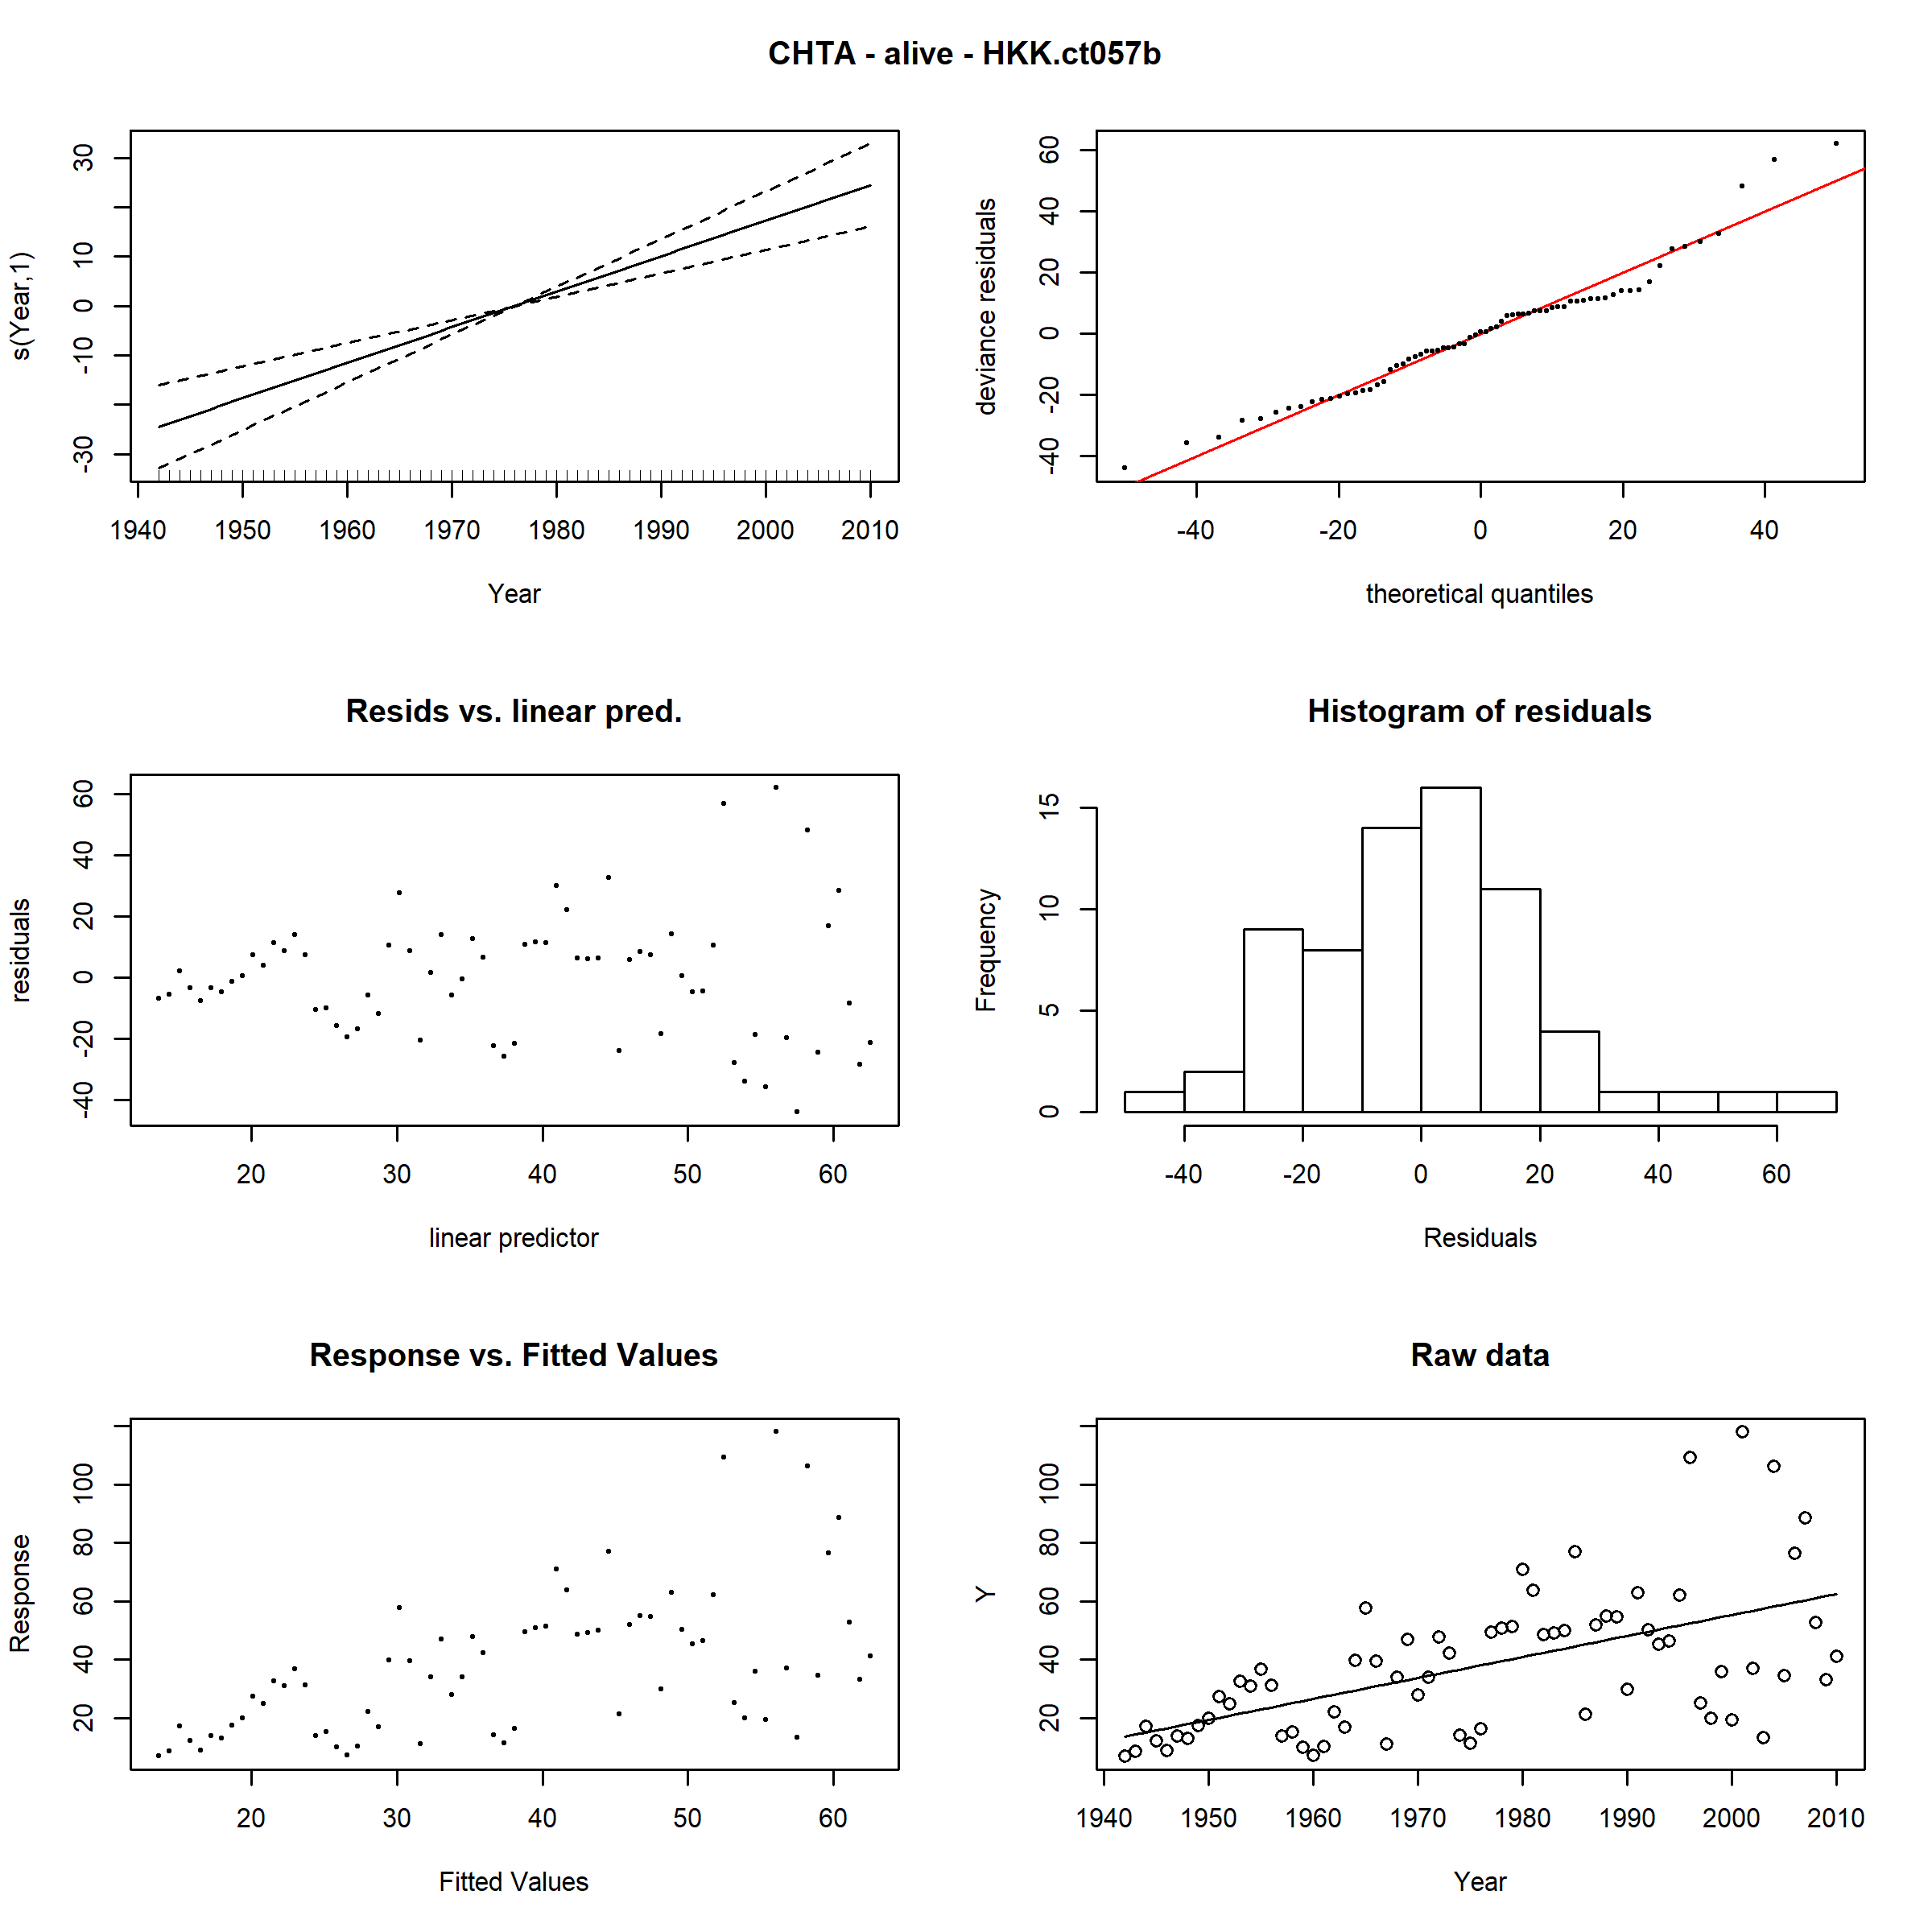 CHTA - alive - HKK.ct057b
s(Year,1)
30
10
0
-10
-30
1940 1950 1960 1970 1980 1990 2000 2010
Year
deviance residuals
60
40
20
0
-20
-40
-40 -20 0 20 40
theoretical quantiles
Resids vs. linear pred.
residuals
60
40
20
0
-20
-40
20 30 40 50 60
linear predictor
Histogram of residuals
Frequency
15
10
5
0
-40 -20 0 20 40 60
Residuals
Response vs. Fitted Values
Response
100
80
60
40
20
20 30 40 50 60
Fitted Values
Raw data
Y
100
80
60
40
20
1940 1950 1960 1970 1980 1990 2000 2010
Year